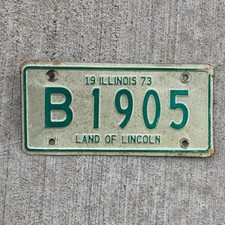 19 ILLINOIS 73
B 1905
LAND OF LINCOLN